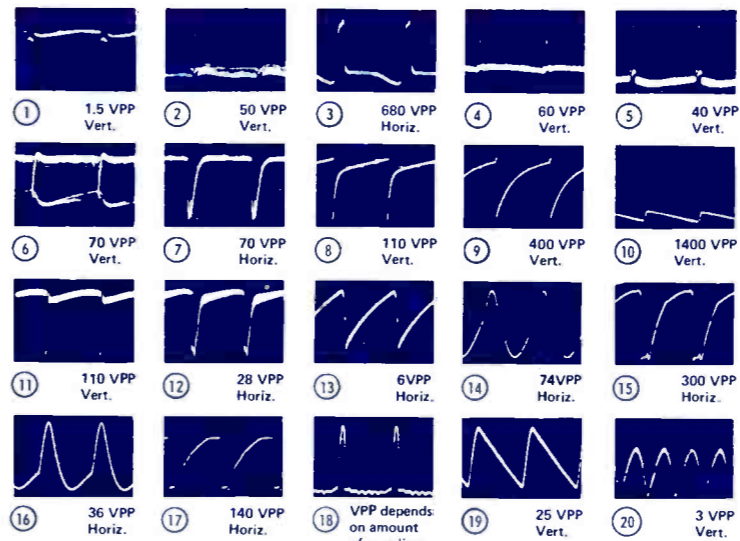 1 1.5 VPP
Vert.
2 50 VPP
Vert.
3 680 VPP
Horiz.
4 60 VPP
Vert.
5 40 VPP
Vert.
6 70 VPP
Vert.
7 70 VPP
Horiz.
8 110 VPP
Vert.
9 400 VPP
Vert.
10 1400 VPP
Vert.
11 110 VPP
Vert.
12 28 VPP
Horiz.
13 6VPP
Horiz.
14 74VPP
Horiz.
15 300 VPP
Horiz.
16 36 VPP
Horiz.
17 140 VPP
Horiz.
18 VPP depends
on amount
19 25 VPP
Vert.
20 3 VPP
Vert.